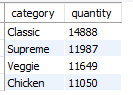 category quantity
Classic 14888
Supreme 11987
Veggie 11649
Chicken 11050